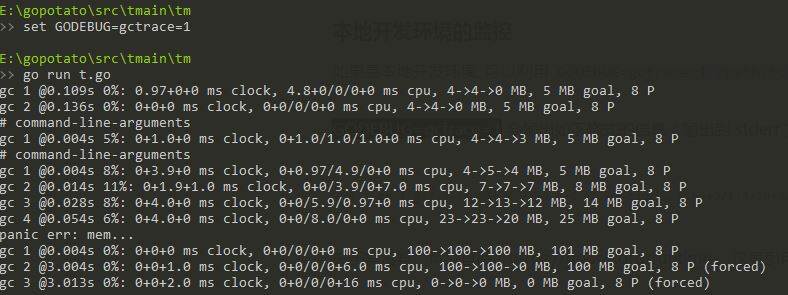 E:\gopotato\src\tmain\tm
>> set GODEBUG=gctrace=1
本地开发环境的监控
E:\gopotato\src\tmain\tm
>> go run t.go
gc 1 @0.109s 0%: 0.97+0+0 ms clock, 4.8+0/0/0+0 ms cpu, 4->4->0 MB, 5 MB goal, 8 P
gc 2 @0.136s 0%: 0+0+0 ms clock, 0+0/0/0+0 ms cpu, 4->4->0 MB, 5 MB goal, 8 P
# command-line-arguments
gc 1 @0.004s 5%: 0+1.0+0 ms clock, 0+1.0/1.0/1.0+0 ms cpu, 4->4->3 MB, 5 MB goal, 8 P
# command-line-arguments
gc 1 @0.004s 8%: 0+3.9+0 ms clock, 0+0.97/4.9/0+0 ms cpu, 4->5->4 MB, 5 MB goal, 8 P
gc 2 @0.014s 11%: 0+1.9+1.0 ms clock, 0+0/3.9/0+7.0 ms cpu, 7->7->7 MB, 8 MB goal, 8 P
gc 3 @0.028s 8%: 0+4.0+0 ms clock, 0+0/5.9/0.97+0 ms cpu, 12->13->12 MB, 14 MB goal, 8 P
gc 4 @0.054s 6%: 0+4.0+0 ms clock, 0+0/8.0/0+0 ms cpu, 23->23->20 MB, 25 MB goal, 8 P
panic err: mem...
gc 1 @0.004s 0%: 0+0+0 ms clock, 0+0/0/0+0 ms cpu, 100->100->100 MB, 101 MB goal, 8 P
gc 2 @3.004s 0%: 0+0+1.0 ms clock, 0+0/0/0+6.0 ms cpu, 100->100->0 MB, 100 MB goal, 8 P (forced)
gc 3 @3.013s 0%: 0+0+2.0 ms clock, 0+0/0/0+16 ms cpu, 0->0->0 MB, 0 MB goal, 8 P (forced)